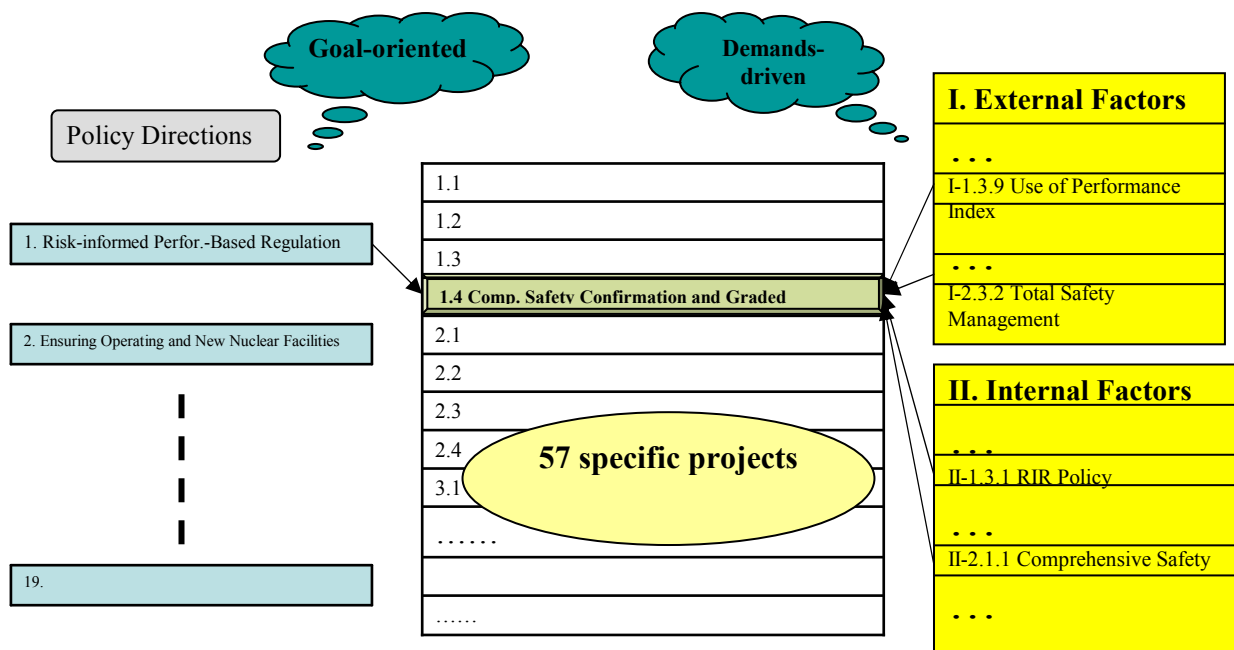 Goal-oriented
Demands-
driven
Policy Directions
1. Risk-informed Perfor.-Based Regulation
2. Ensuring Operating and New Nuclear Facilities
19.
1.1
1.2
1.3
1.4 Comp. Safety Confirmation and Graded
2.1
2.2
2.3
2.4
3.1
......
......
57 specific projects
I. External Factors
...
I-1.3.9 Use of Performance
Index
...
I-2.3.2 Total Safety
Management
II. Internal Factors
...
II-1.3.1 RIR Policy
...
II-2.1.1 Comprehensive Safety
...